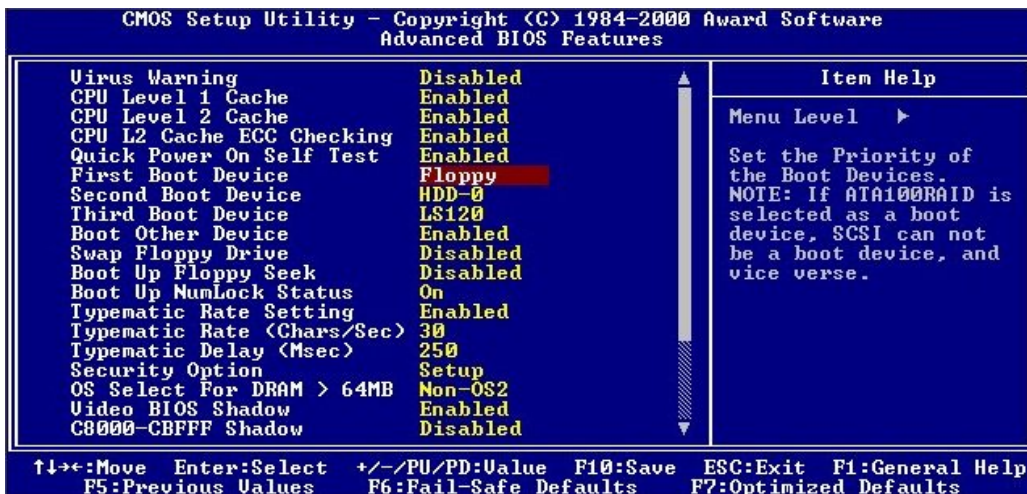 CMOS Setup Utility - Copyright (C) 1984-2000 Award Software
Advanced BIOS Features
Virus Warning Disabled
CPU Level 1 Cache Enabled
CPU Level 2 Cache Enabled
CPU L2 Cache ECC Checking Enabled
Quick Power On Self Test Enabled
First Boot Device Floppy
Second Boot Device HDD-0
Third Boot Device LS120
Boot Other Device Enabled
Swap Floppy Drive Disabled
Boot Up Floppy Seek Disabled
Boot Up NumLock Status On
Typematic Rate Setting Enabled
Typematic Rate (Chars/Sec) 30
Typematic Delay (Msec) 250
Security Option Setup
OS Select For DRAM > 64MB Non-OS2
Video BIOS Shadow Enabled
C8000-CBFFF Shadow Disabled
Item Help
Menu Level ►
Set the Priority of
the Boot Devices.
NOTE: If ATA100RAID is
selected as a boot
device, SCSI can not
be a boot device, and
vice verse.
↑↓→←:Move Enter:Select +/-/PU/PD:Value F10:Save ESC:Exit F1:General Help
F5:Previous Values F6:Fail-Safe Defaults F7:Optimized Defaults